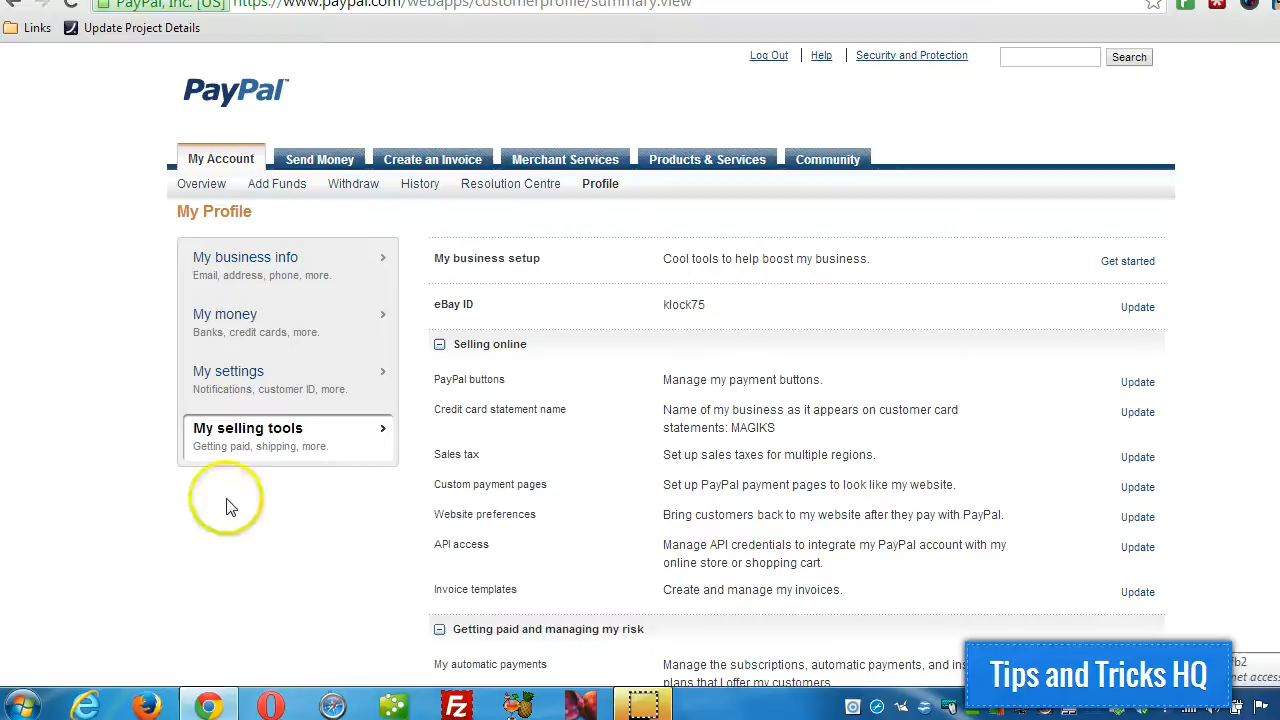 PayPal, Inc. [US] https://www.paypal.com/webapps/customerprofile/summary.view
Links Update Project Details
Log Out Help Security and Protection Search
PayPal™
My Account Send Money Create an Invoice Merchant Services Products & Services Community
Overview Add Funds Withdraw History Resolution Centre Profile
My Profile
My business info
Email, address, phone, more.
My money
Banks, credit cards, more.
My settings
Notifications, customer ID, more.
My selling tools
Getting paid, shipping, more.
My business setup Cool tools to help boost my business. Get started
eBay ID klock75 Update
Selling online
PayPal buttons Manage my payment buttons. Update
Credit card statement name Name of my business as it appears on customer card Update
statements: MAGIKS
Sales tax Set up sales taxes for multiple regions. Update
Custom payment pages Set up PayPal payment pages to look like my website. Update
Website preferences Bring customers back to my website after they pay with PayPal. Update
API access Manage API credentials to integrate my PayPal account with my Update
online store or shopping cart.
Invoice templates Create and manage my invoices. Update
Getting paid and managing my risk
My automatic payments Manage the subscriptions, automatic payments, and
plans that I offer my customers.
Tips and Tricks HQ